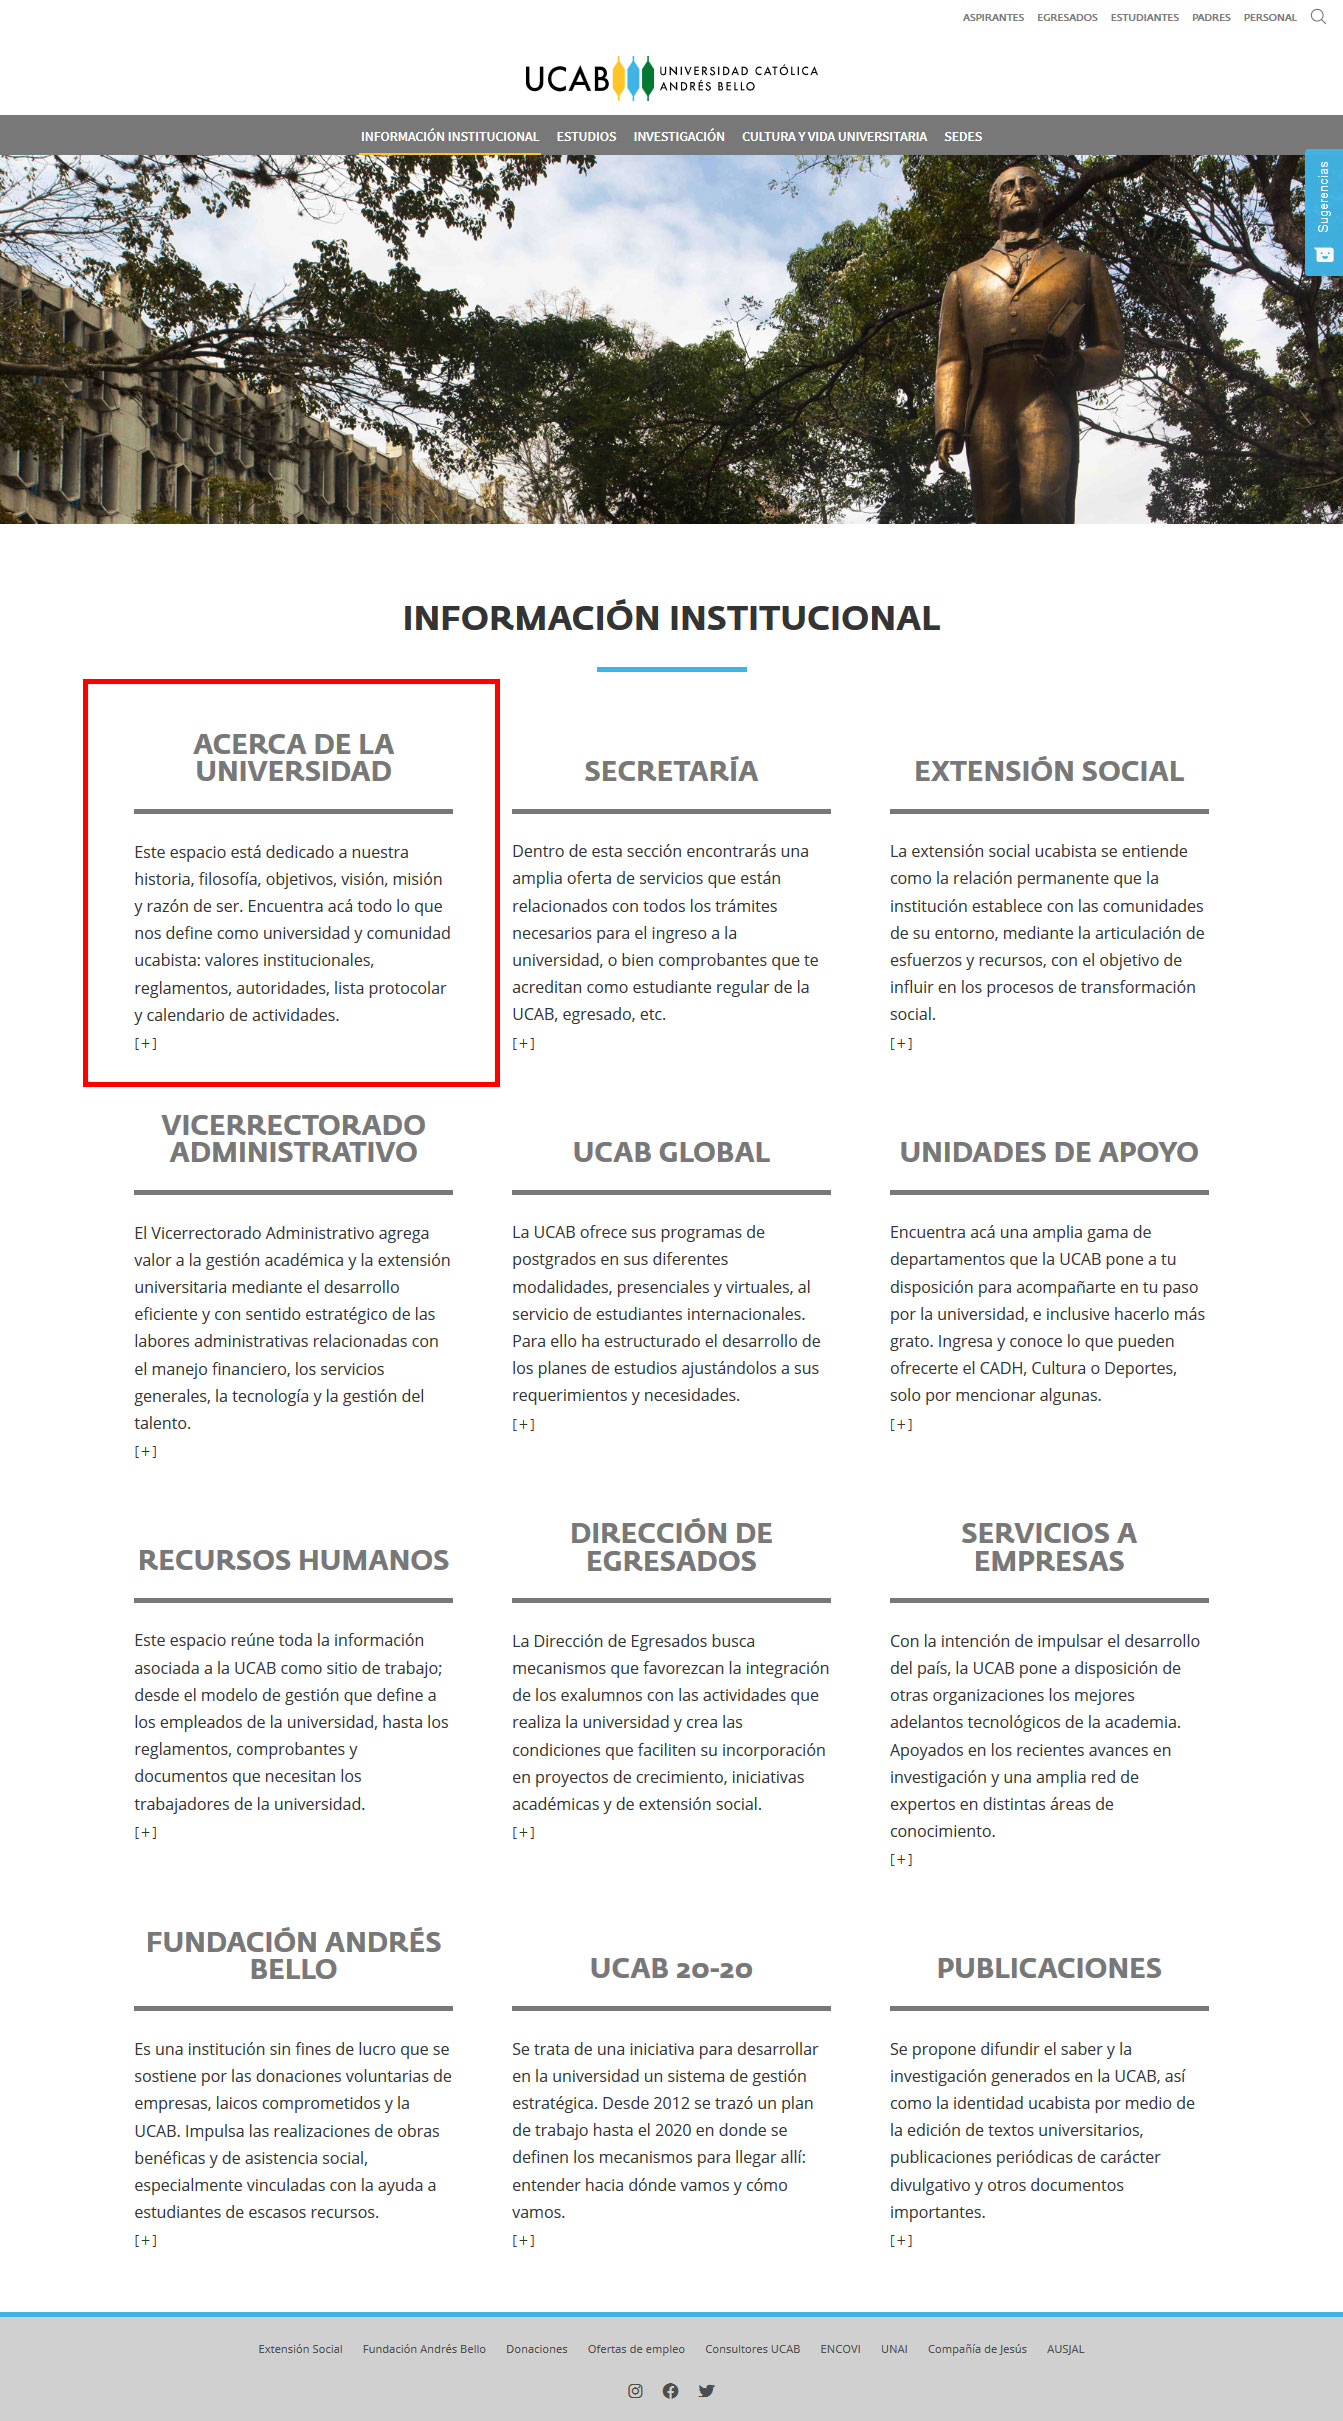 ASPIRANTES EGRESADOS ESTUDIANTES PADRES PERSONAL
UCAB UNIVERSIDAD CATÓLICA
ANDRÉS BELLO
INFORMACIÓN INSTITUCIONAL ESTUDIOS INVESTIGACIÓN CULTURA Y VIDA UNIVERSITARIA SEDES
Sugerencias
INFORMACIÓN INSTITUCIONAL
ACERCA DE LA
UNIVERSIDAD
Este espacio está dedicado a nuestra
historia, filosofía, objetivos, visión, misión
y razón de ser. Encuentra acá todo lo que
nos define como universidad y comunidad
ucabista: valores institucionales,
reglamentos, autoridades, lista protocolar
y calendario de actividades.
[+]
SECRETARÍA
Dentro de esta sección encontrarás una
amplia oferta de servicios que están
relacionados con todos los trámites
necesarios para el ingreso a la
universidad, o bien comprobantes que te
acreditan como estudiante regular de la
UCAB, egresado, etc.
[+]
EXTENSIÓN SOCIAL
La extensión social ucabista se entiende
como la relación permanente que la
institución establece con las comunidades
de su entorno, mediante la articulación de
esfuerzos y recursos, con el objetivo de
influir en los procesos de transformación
social.
[+]
VICERRECTORADO
ADMINISTRATIVO
El Vicerrectorado Administrativo agrega
valor a la gestión académica y la extensión
universitaria mediante el desarrollo
eficiente y con sentido estratégico de las
labores administrativas relacionadas con
el manejo financiero, los servicios
generales, la tecnología y la gestión del
talento.
[+]
UCAB GLOBAL
La UCAB ofrece sus programas de
postgrados en sus diferentes
modalidades, presenciales y virtuales, al
servicio de estudiantes internacionales.
Para ello ha estructurado el desarrollo de
los planes de estudios ajustándolos a sus
requerimientos y necesidades.
[+]
UNIDADES DE APOYO
Encuentra acá una amplia gama de
departamentos que la UCAB pone a tu
disposición para acompañarte en tu paso
por la universidad, e inclusive hacerlo más
grato. Ingresa y conoce lo que pueden
ofrecerte el CADH, Cultura o Deportes,
solo por mencionar algunas.
[+]
RECURSOS HUMANOS
Este espacio reúne toda la información
asociada a la UCAB como sitio de trabajo;
desde el modelo de gestión que define a
los empleados de la universidad, hasta los
reglamentos, comprobantes y
documentos que necesitan los
trabajadores de la universidad.
[+]
DIRECCIÓN DE
EGRESADOS
La Dirección de Egresados busca
mecanismos que favorezcan la integración
de los exalumnos con las actividades que
realiza la universidad y crea las
condiciones que faciliten su incorporación
en proyectos de crecimiento, iniciativas
académicas y de extensión social.
[+]
SERVICIOS A
EMPRESAS
Con la intención de impulsar el desarrollo
del país, la UCAB pone a disposición de
otras organizaciones los mejores
adelantos tecnológicos de la academia.
Apoyados en los recientes avances en
investigación y una amplia red de
expertos en distintas áreas de
conocimiento.
[+]
FUNDACIÓN ANDRÉS
BELLO
Es una institución sin fines de lucro que se
sostiene por las donaciones voluntarias de
empresas, laicos comprometidos y la
UCAB. Impulsa las realizaciones de obras
benéficas y de asistencia social,
especialmente vinculadas con la ayuda a
estudiantes de escasos recursos.
[+]
UCAB 20-20
Se trata de una iniciativa para desarrollar
en la universidad un sistema de gestión
estratégica. Desde 2012 se trazó un plan
de trabajo hasta el 2020 en donde se
definen los mecanismos para llegar allí:
entender hacia dónde vamos y cómo
vamos.
[+]
PUBLICACIONES
Se propone difundir el saber y la
investigación generados en la UCAB, así
como la identidad ucabista por medio de
la edición de textos universitarios,
publicaciones periódicas de carácter
divulgativo y otros documentos
importantes.
[+]
Extensión Social Fundación Andrés Bello Donaciones Ofertas de empleo Consultores UCAB ENCOVI UNAI Compañía de Jesús AUSJAL